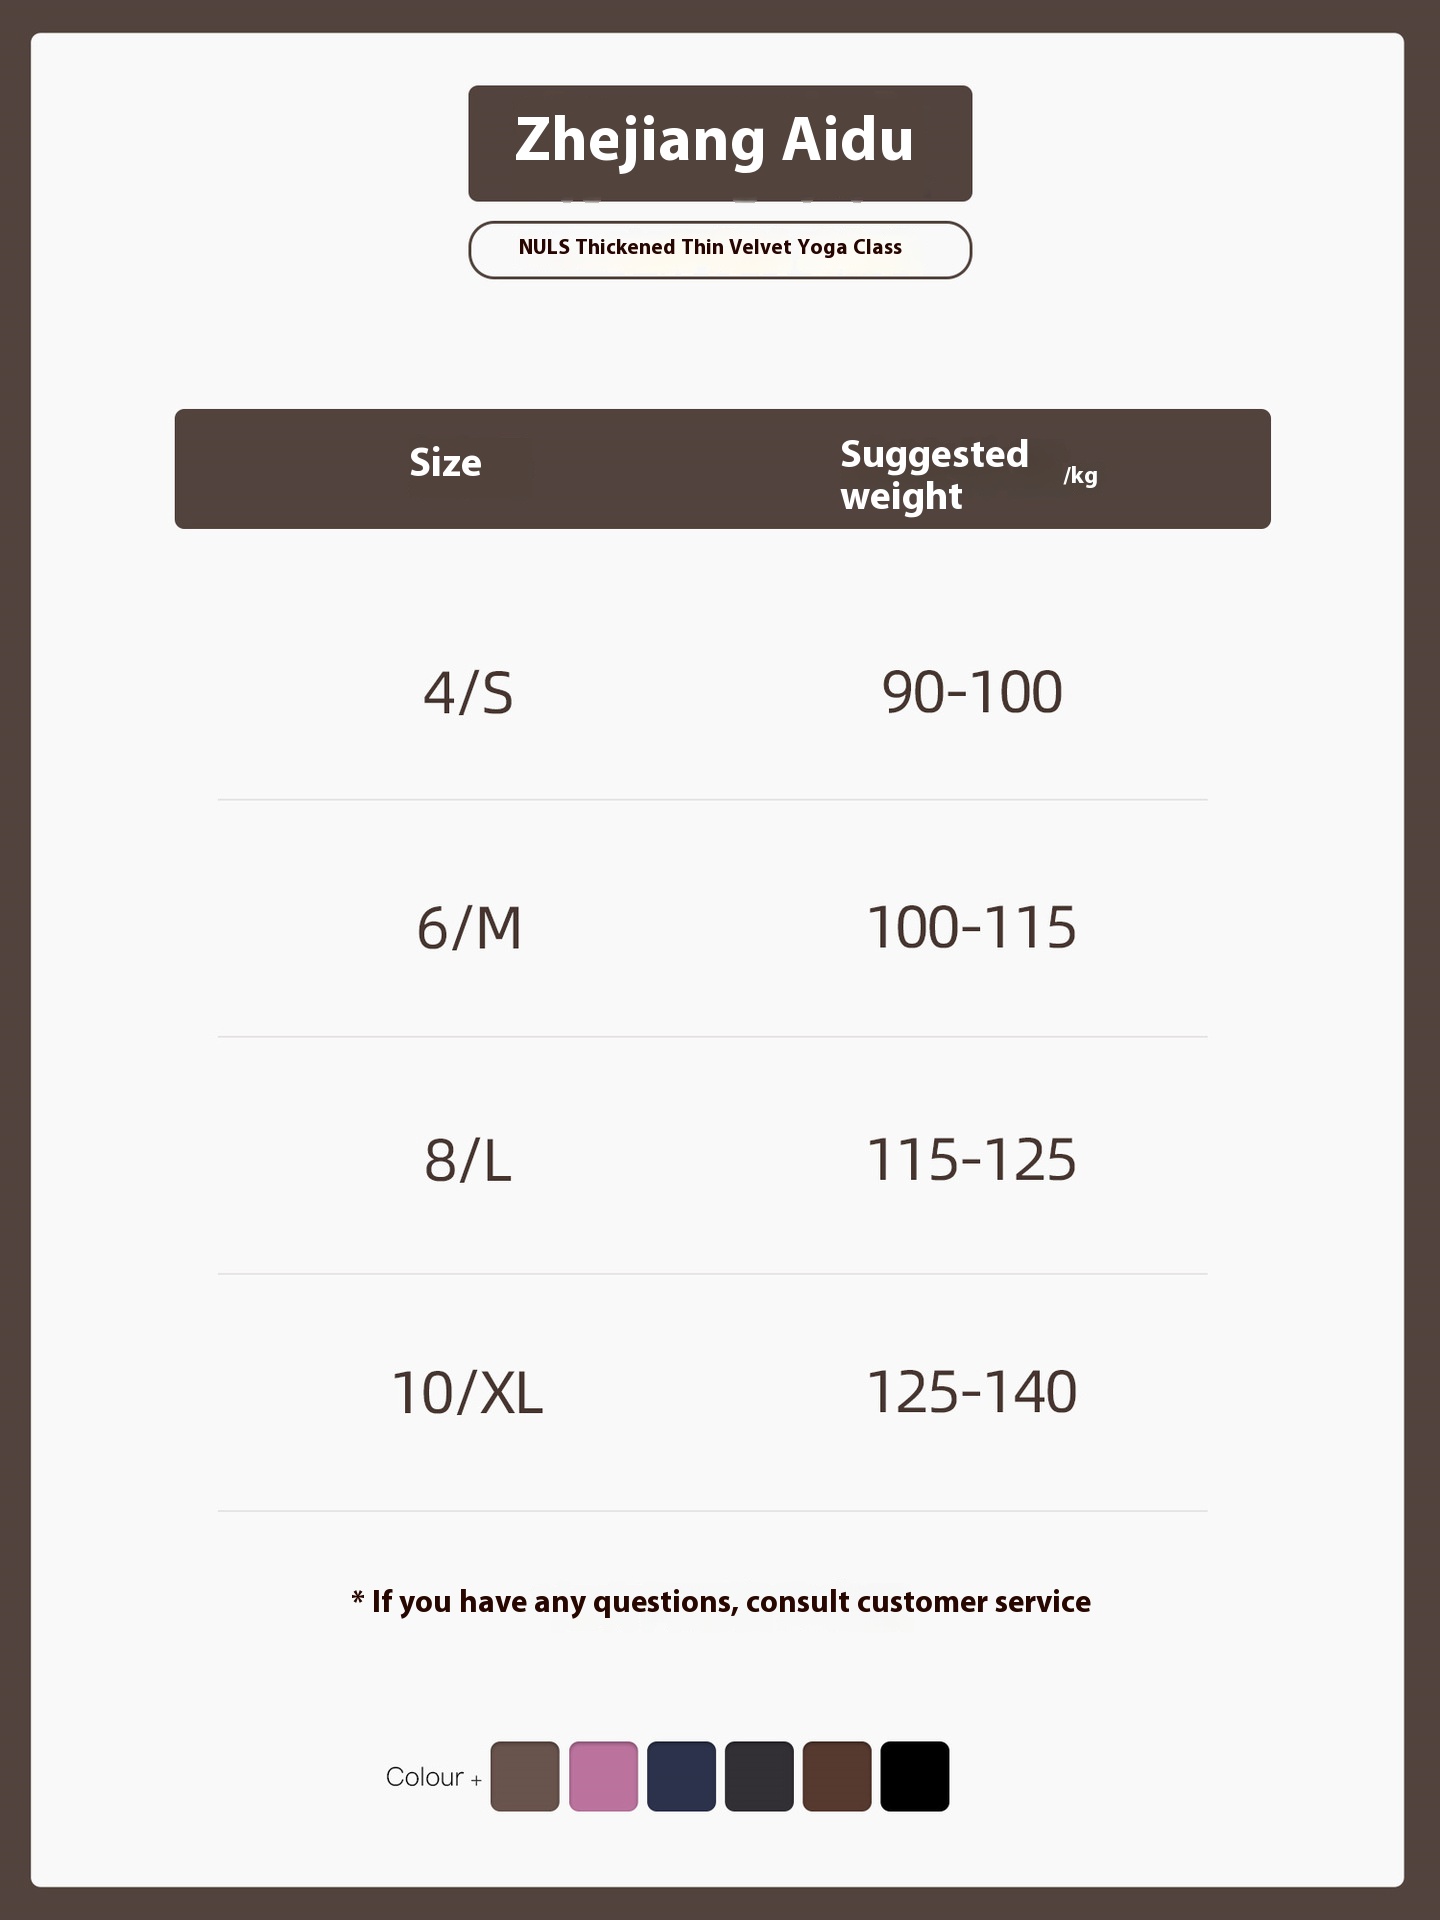 Zhejiang Aidu
NULS Thickened Thin Velvet Yoga Class
Size
Suggested
weight
/kg
4/S
90-100
6/M
100-115
8/L
115-125
10/XL
125-140
* If you have any questions, consult customer service
Colour +